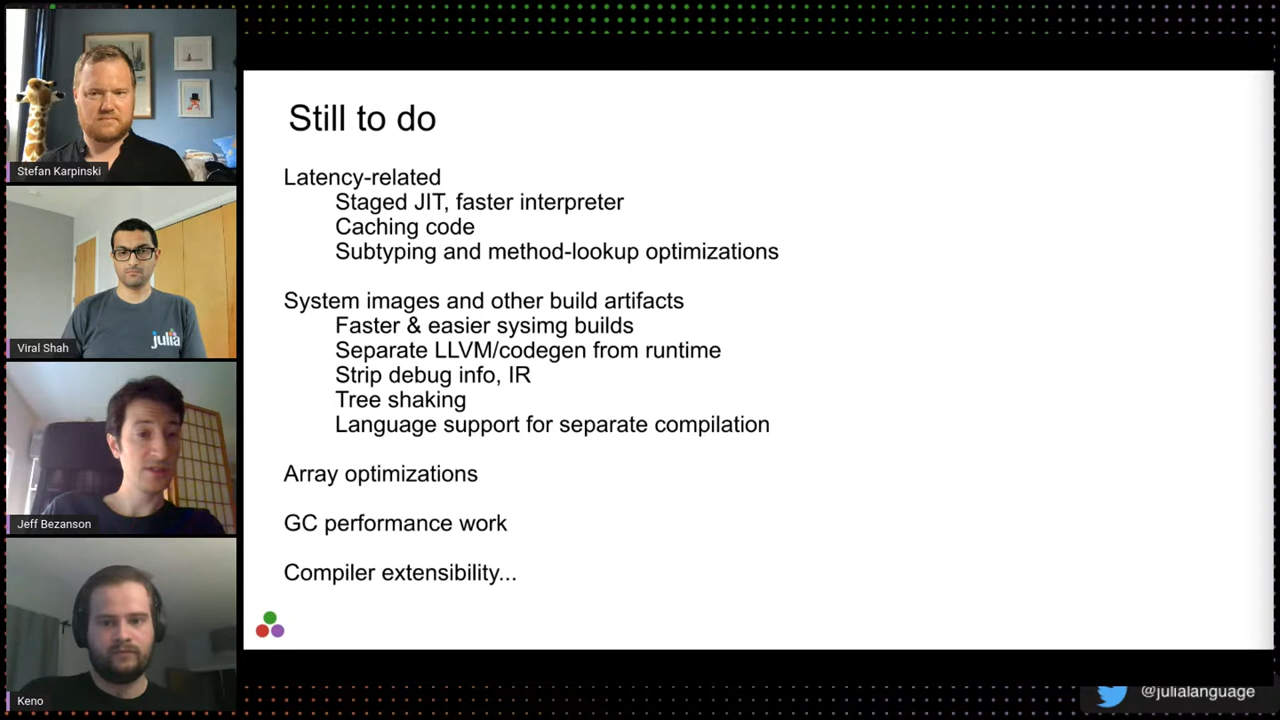 Stefan Karpinski
julia
Viral Shah
Jeff Bezanson
Keno
Still to do
Latency-related
Staged JIT, faster interpreter
Caching code
Subtyping and method-lookup optimizations
System images and other build artifacts
Faster & easier sysimg builds
Separate LLVM/codegen from runtime
Strip debug info, IR
Tree shaking
Language support for separate compilation
Array optimizations
GC performance work
Compiler extensibility...
@julialanguage